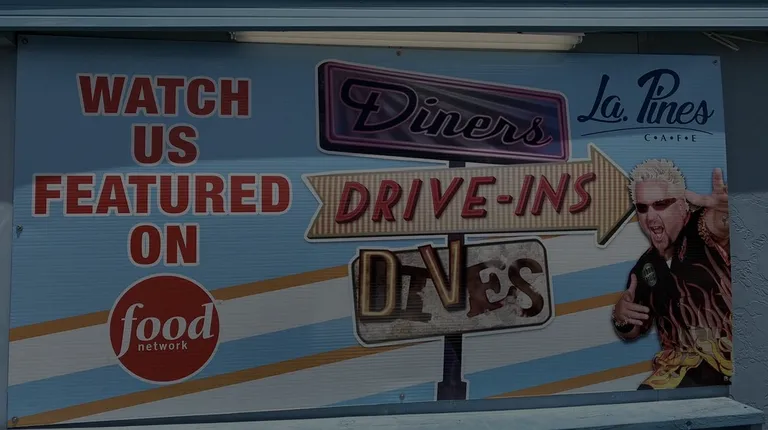 WATCH
US
FEATURED
ON
food
network
Diners
DRIVE-INS
DIVES
La Pines
CAFE